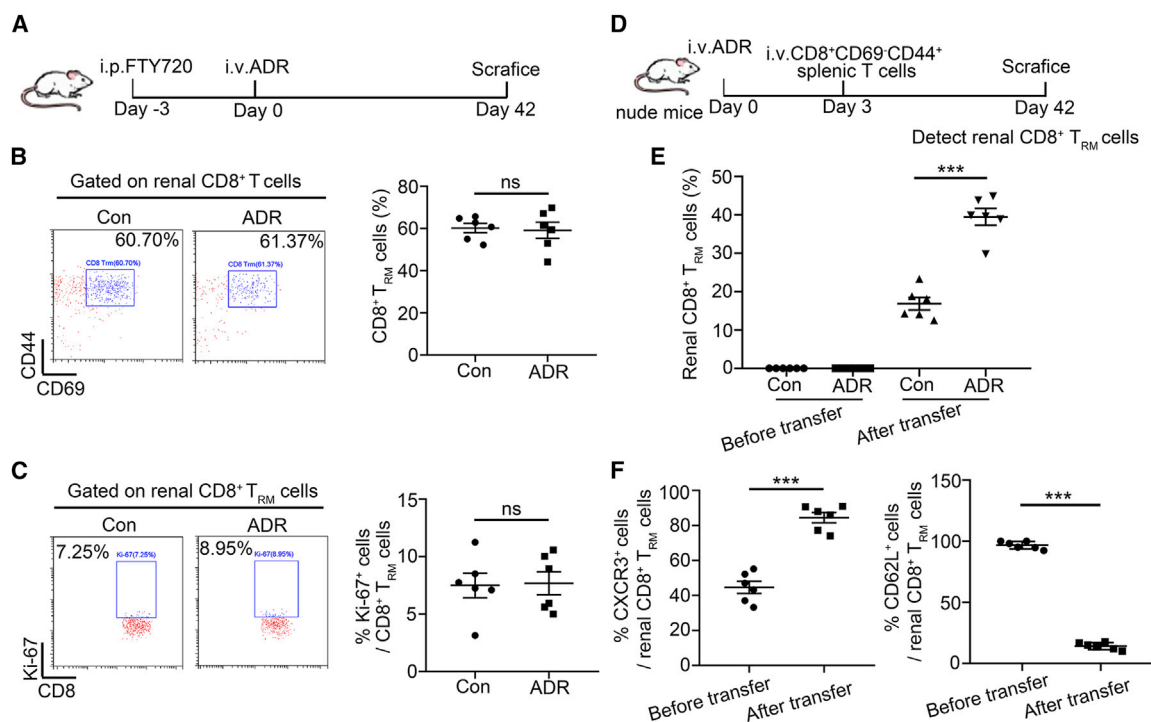 A
i.p.FTY720
i.v.ADR
Scrafice
Day -3
Day 0
Day 42
B
Gated on renal CD8⁺ T cells
Con
ADR
60.70%
61.37%
CD8 Trm(60.70%)
CD8 Trm(61.37%)
CD44
CD69
CD8⁺ TRM cells (%)
80
60
40
20
0
ns
Con
ADR
C
Gated on renal CD8⁺ TRM cells
Con
ADR
7.25%
8.95%
Ki-67(7.25%)
Ki-67(8.95%)
Ki-67
CD8
% Ki-67⁺ cells
/ CD8⁺ TRM cells
15
10
5
0
ns
Con
ADR
D
i.v.ADR
i.v.CD8⁺CD69⁻CD44⁺
splenic T cells
Scrafice
nude mice
Day 0
Day 3
Day 42
Detect renal CD8⁺ TRM cells
E
Renal CD8⁺ TRM cells (%)
50
40
30
20
10
0
***
Con
ADR
Con
ADR
Before transfer
After transfer
F
% CXCR3⁺ cells
/ renal CD8⁺ TRM cells
100
80
60
40
20
0
***
Before transfer
After transfer
% CD62L⁺ cells
/ renal CD8⁺ TRM cells
150
100
50
0
***
Before transfer
After transfer